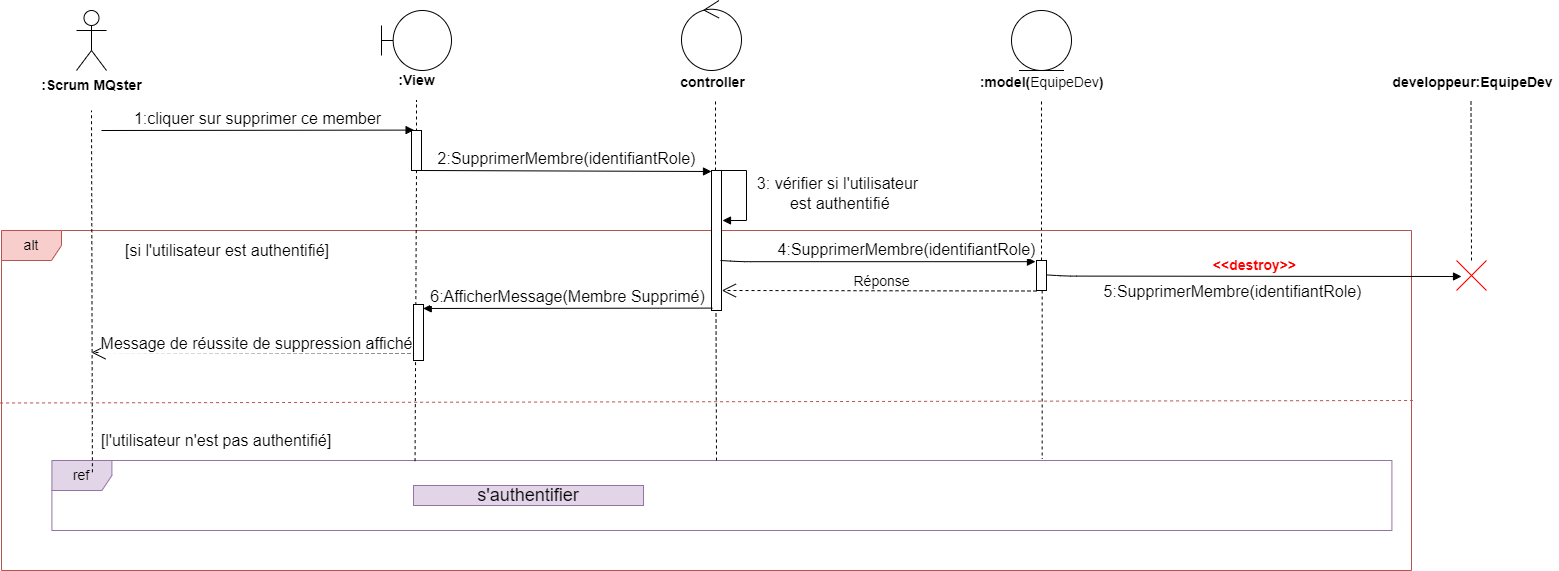 :Scrum MQster
:View
controller
:model(EquipeDev)
developpeur:EquipeDev
1:cliquer sur supprimer ce member
2:SupprimerMembre(identifiantRole)
3: vérifier si l'utilisateur
est authentifié
alt
[si l'utilisateur est authentifié]
4:SupprimerMembre(identifiantRole)
<<destroy>>
Réponse
5:SupprimerMembre(identifiantRole)
6:AfficherMessage(Membre Supprimé)
Message de réussite de suppression affiché
[l'utilisateur n'est pas authentifié]
ref
s'authentifier